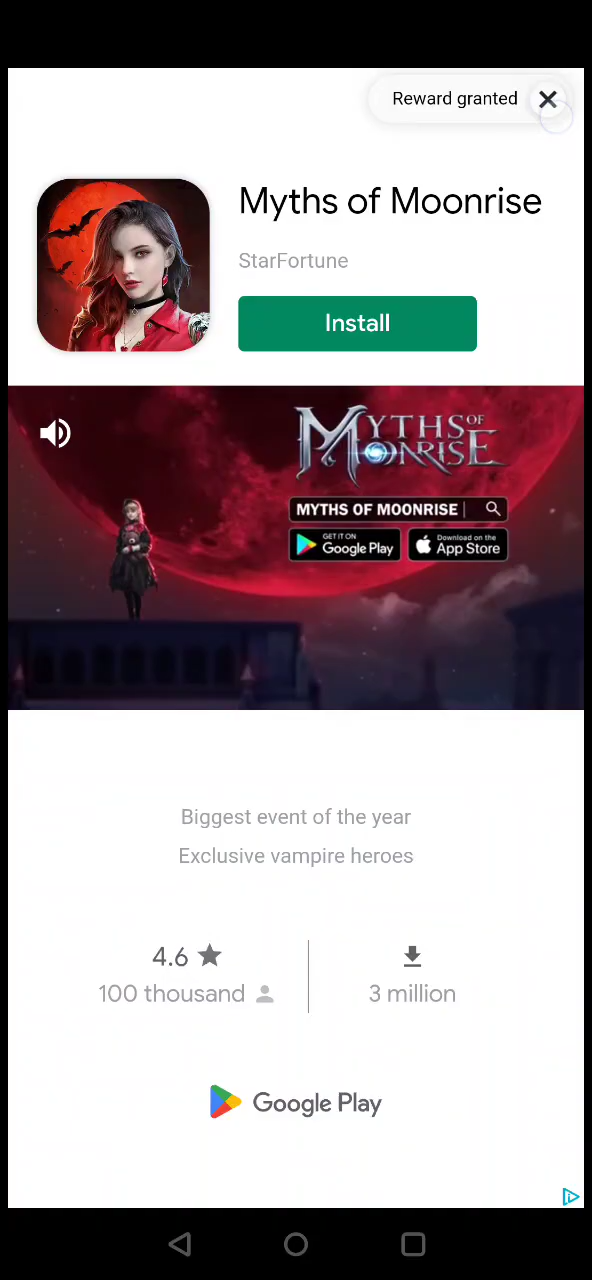 Reward granted
Myths of Moonrise
StarFortune
Install
MYTHS OF
MOONRISE
MYTHS OF MOONRISE
GET IT ON
Google Play
Download on the
App Store
Biggest event of the year
Exclusive vampire heroes
4.6
100 thousand
3 million
Google Play